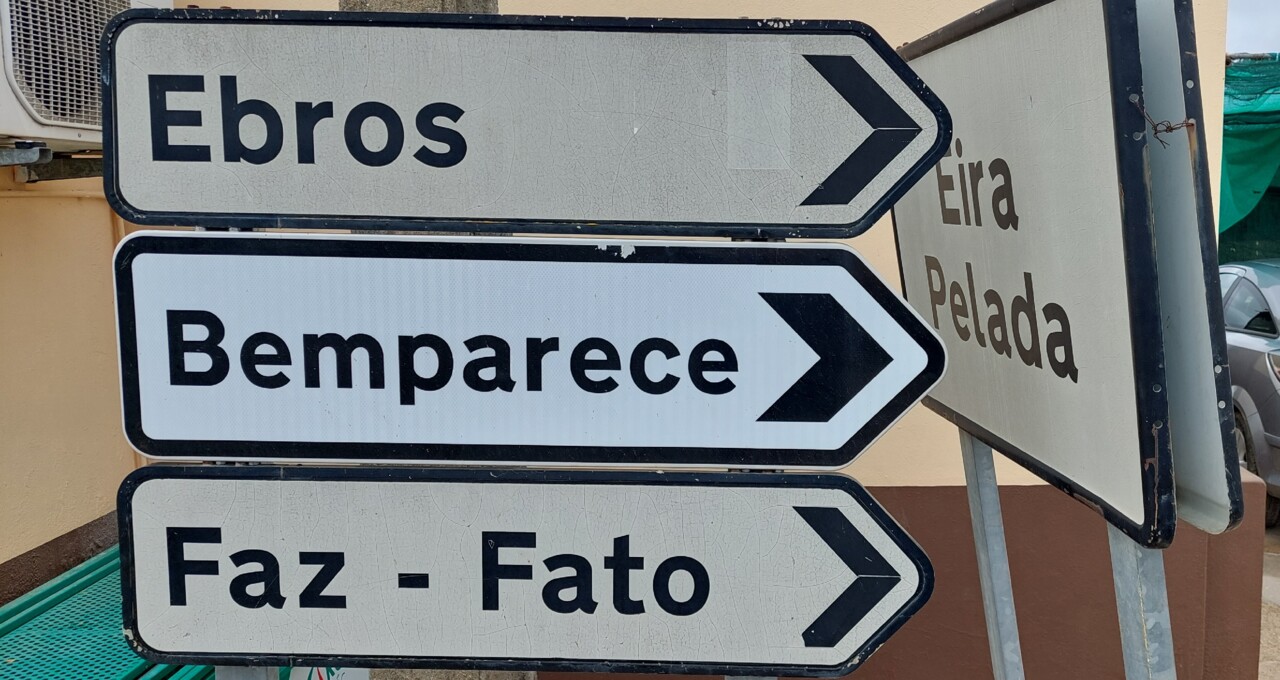 Ebros
Bemparece
Faz - Fato
Eira
Pelada